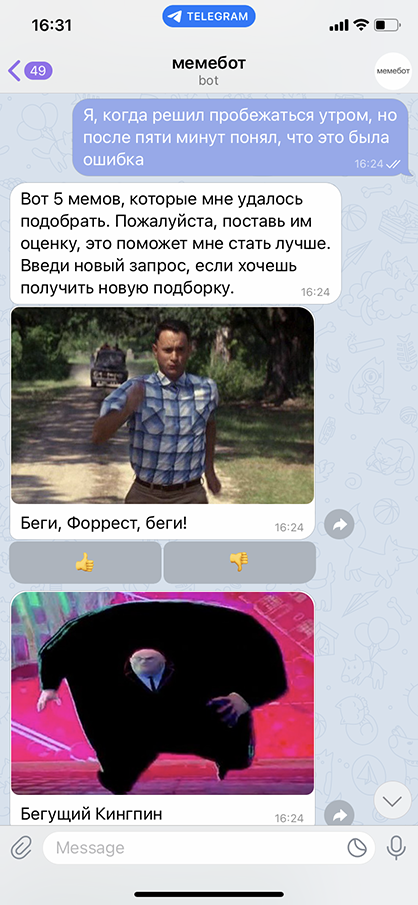 16:31
TELEGRAM
49
мемебот
bot
мемебот
Я, когда решил пробежаться утром, но
после пяти минут понял, что это была
ошибка
16:24
Вот 5 мемов, которые мне удалось
подобрать. Пожалуйста, поставь им
оценку, это поможет мне стать лучше.
Введи новый запрос, если хочешь
получить новую подборку.
16:24
Беги, Форрест, беги!
16:24
Бегущий Кингпин
16:24
Message